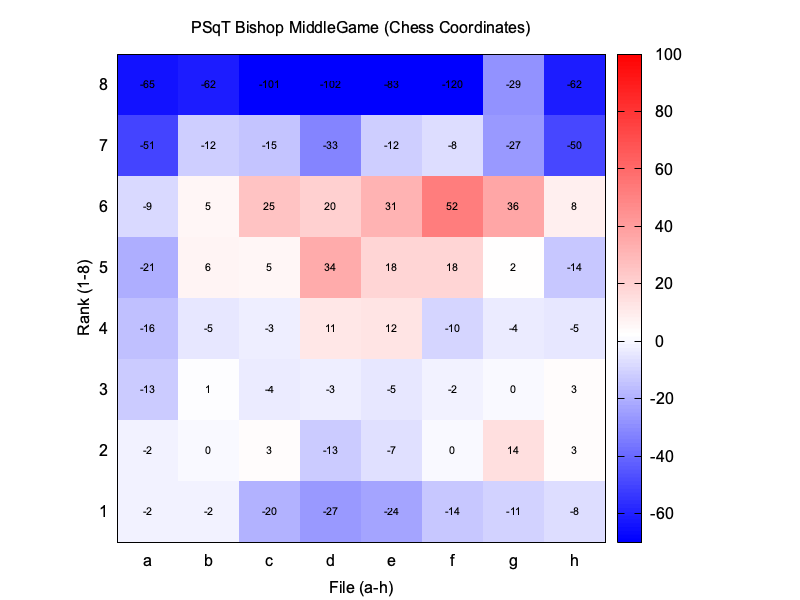 PSqT Bishop MiddleGame (Chess Coordinates)
8 -65 -62 -101 -102 -83 -120 -29 -62
7 -51 -12 -15 -33 -12 -8 -27 -50
6 -9 5 25 20 31 52 36 8
5 -21 6 5 34 18 18 2 -14
4 -16 -5 -3 11 12 -10 -4 -5
3 -13 1 -4 -3 -5 -2 0 3
2 -2 0 3 -13 -7 0 14 3
1 -2 -2 -20 -27 -24 -14 -11 -8
a b c d e f g h
File (a-h)
Rank (1-8)
100
80
60
40
20
0
-20
-40
-60